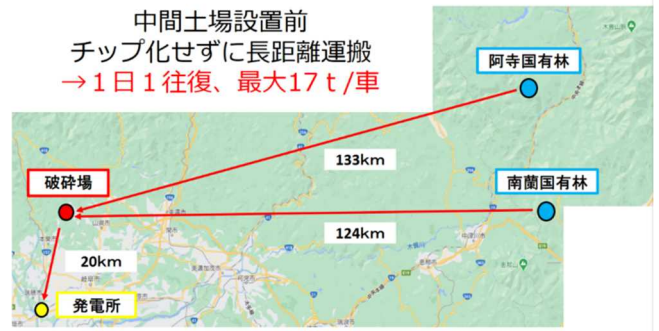 中間土場設置前
チップ化せずに長距離運搬
→1日1往復、最大17t/車
阿寺国有林
133km
破砕場
南蘭国有林
124km
20km
発電所